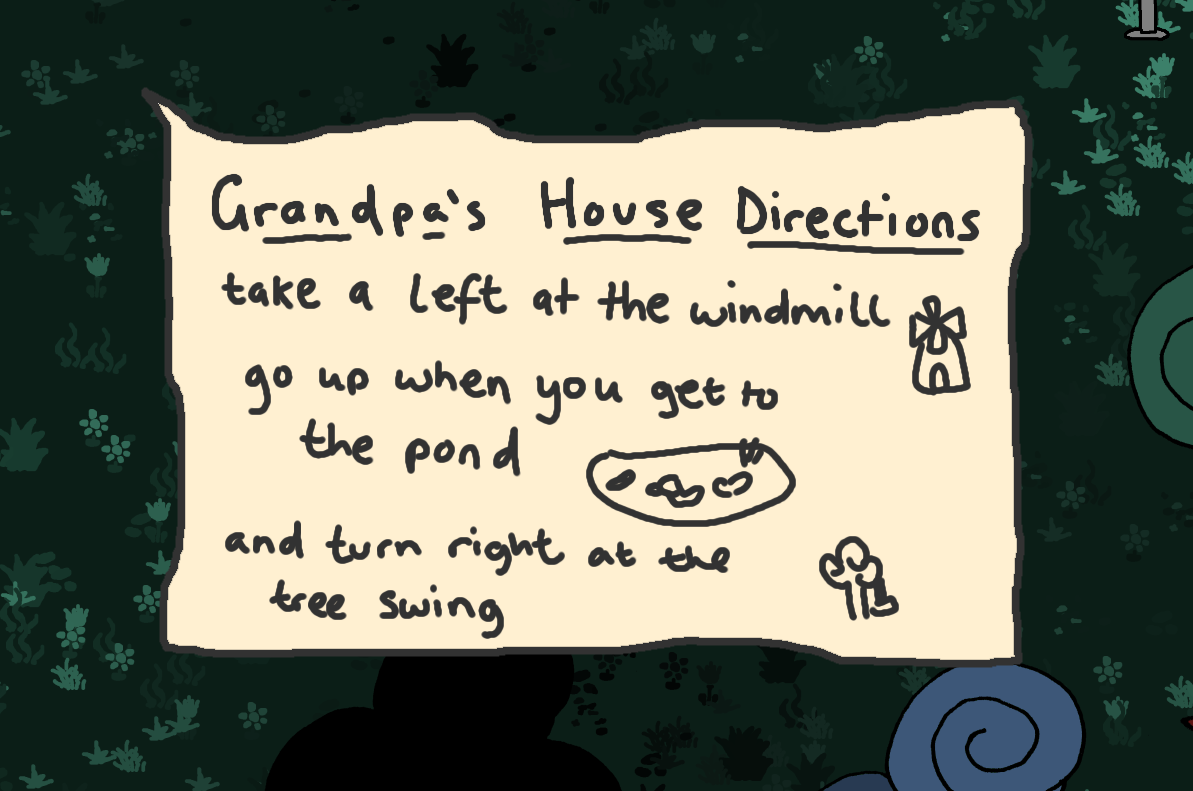 Grandpa's House Directions
take a left at the windmill
go up when you get to
the pond
and turn right at the
tree swing